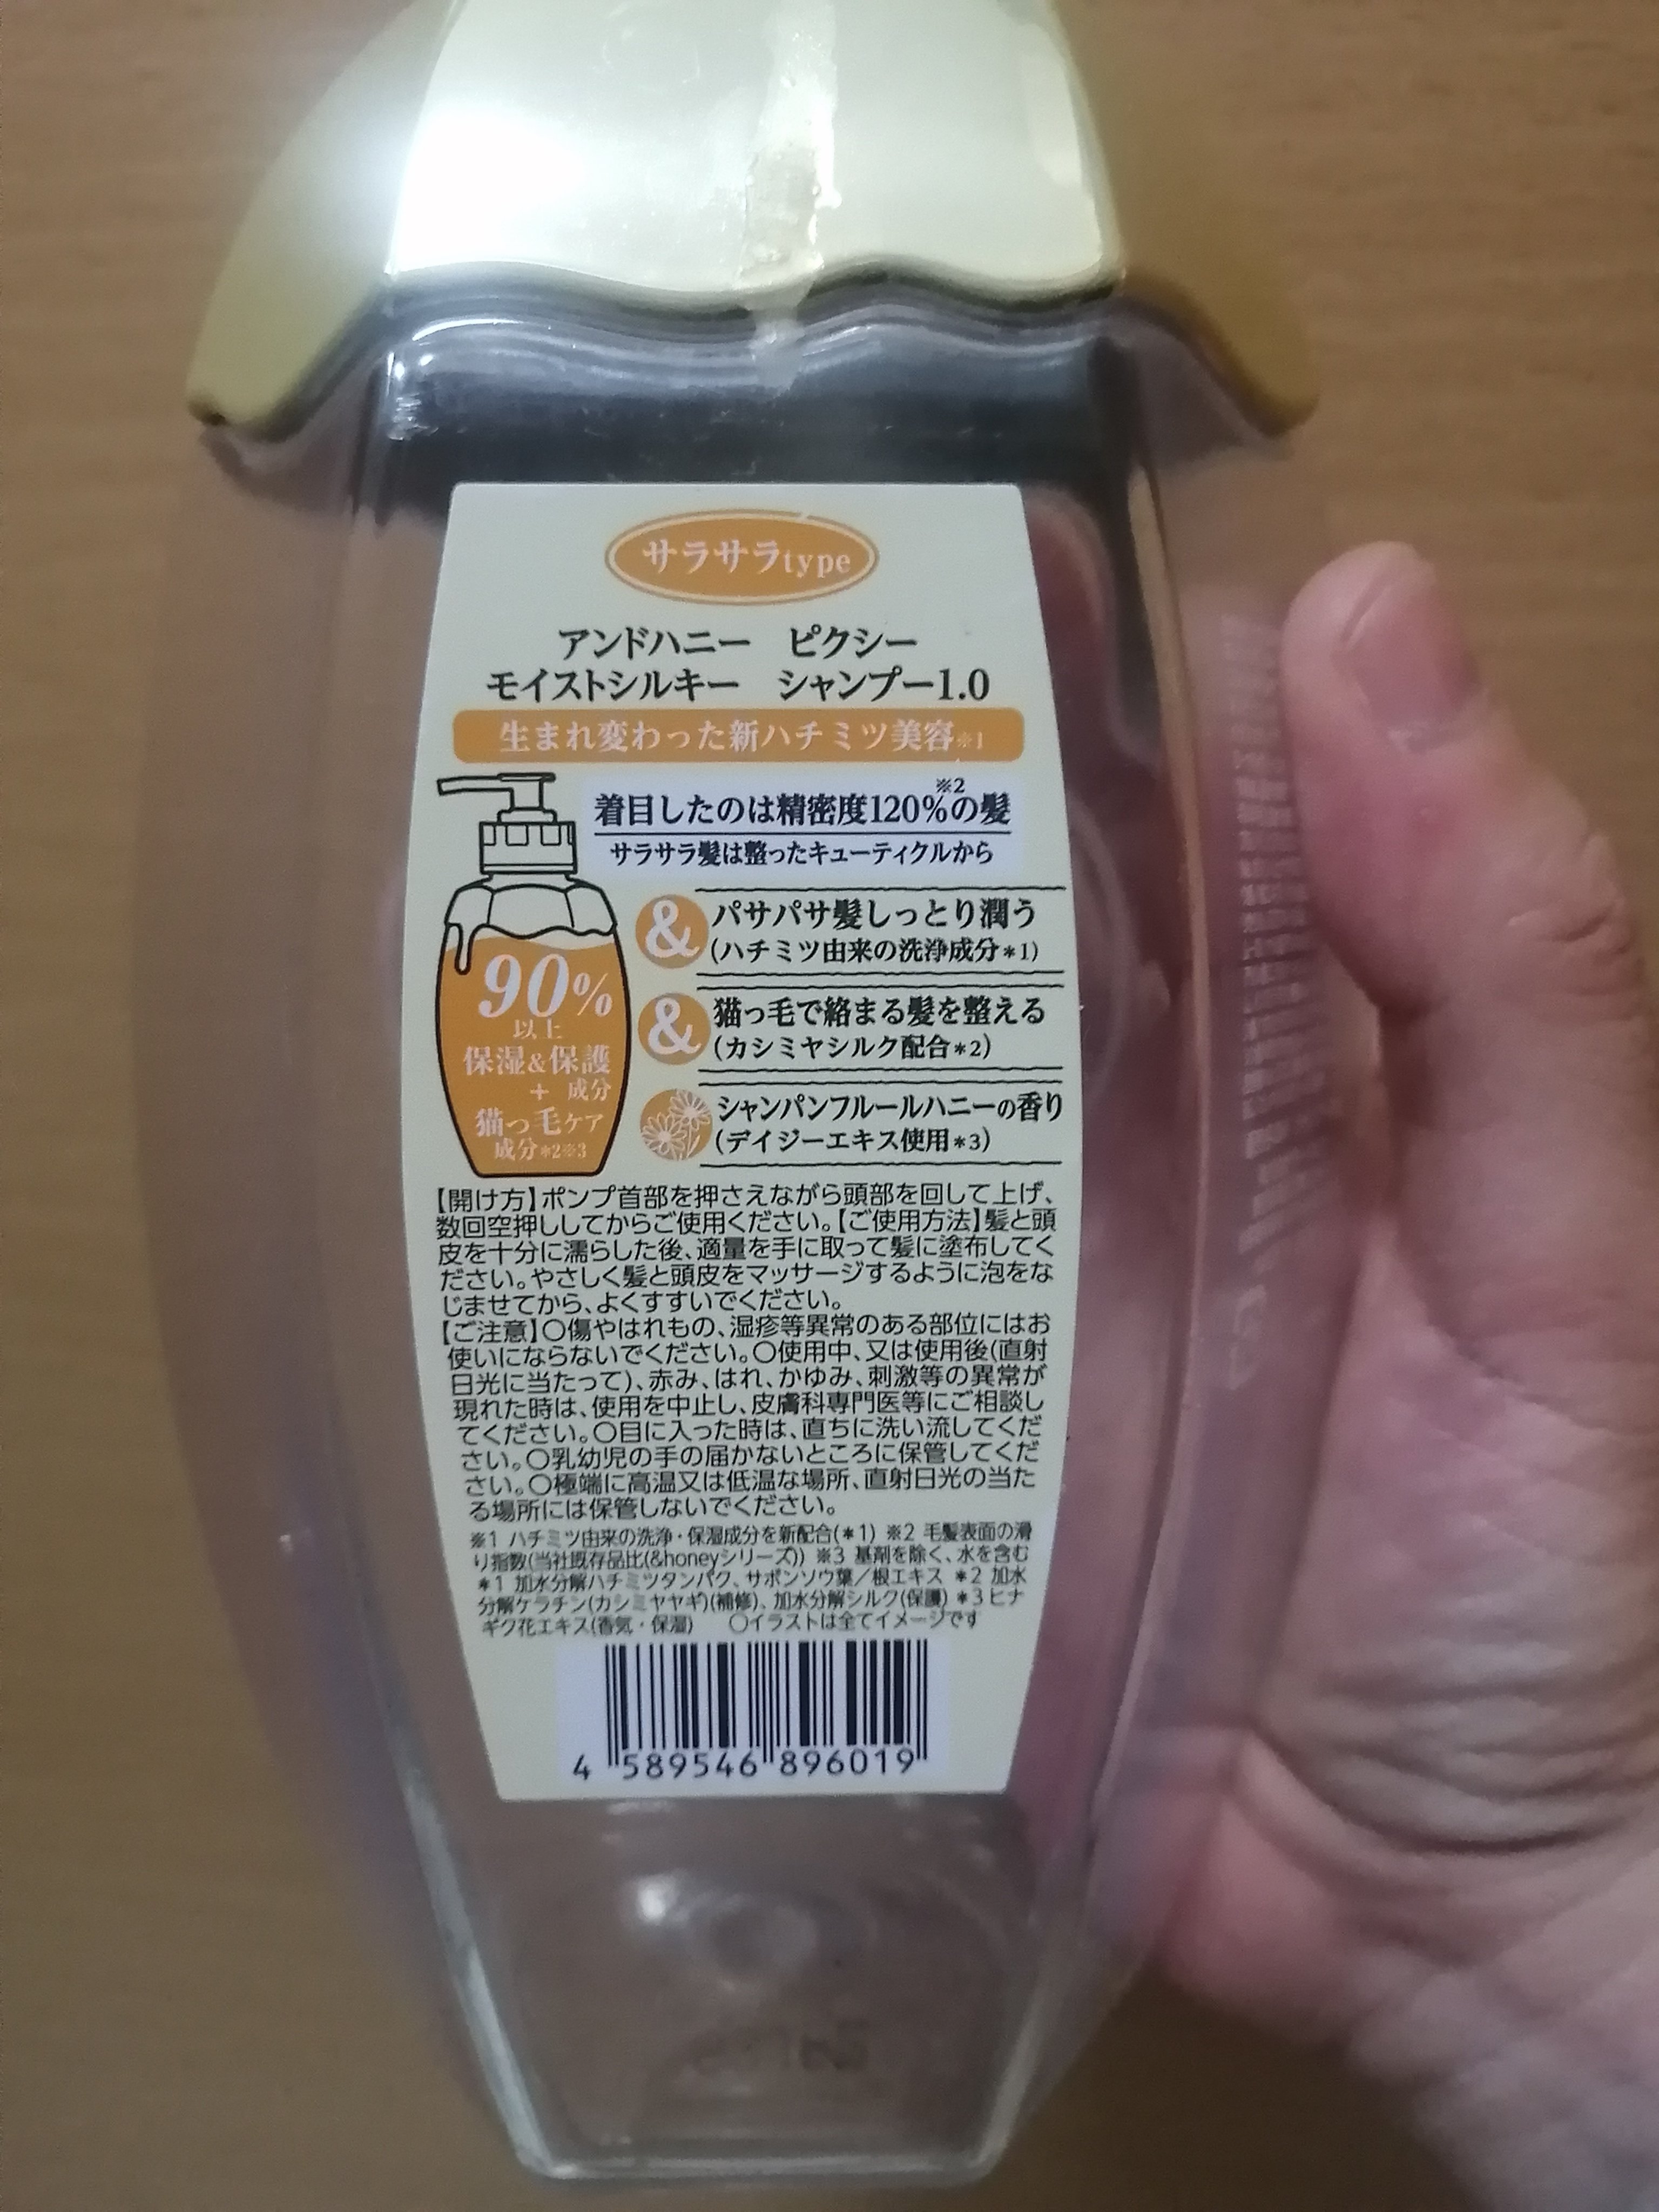 サラサラtype
アンドハニー　ピクシー
モイストシルキー　シャンプー1.0
生まれ変わった新ハチミツ美容※1
着目したのは精密度120%※2の髪
サラサラ髪は整ったキューティクルから
90%
以上
保湿&保護
+ 成分
猫っ毛ケア
成分*2※3
& パサパサ髪しっとり潤う
(ハチミツ由来の洗浄成分*1)
& 猫っ毛で絡まる髪を整える
(カシミヤシルク配合*2)
シャンパンフルールハニーの香り
(デイジーエキス使用*3)
【開け方】ポンプ首部を押さえながら頭部を回して上げ、
数回空押ししてからご使用ください。【ご使用方法】髪と頭
皮を十分に濡らした後、適量を手に取って髪に塗布してく
ださい。やさしく髪と頭皮をマッサージするように泡をな
じませてから、よくすすいでください。
【ご注意】○傷やはれもの、湿疹等異常のある部位にはお
使いにならないでください。○使用中、又は使用後(直射
日光に当たって)、赤み、はれ、かゆみ、刺激等の異常が
現れた時は、使用を中止し、皮膚科専門医等にご相談し
てください。○目に入った時は、直ちに洗い流してくだ
さい。○乳幼児の手の届かないところに保管してくだ
さい。○極端に高温又は低温な場所、直射日光の当た
る場所には保管しないでください。
※1 ハチミツ由来の洗浄・保湿成分を新配合(*1) ※2 毛髪表面の滑
り指数(当社既存品比(&honeyシリーズ)) ※3 基剤を除く、水を含む
*1 加水分解ハチミツタンパク、サボンソウ葉/根エキス *2 加水
分解ケラチン(カシミヤヤギ)(補修)、加水分解シルク(保護) *3 ヒナ
ギク花エキス(香気・保湿)　○イラストは全てイメージです
4 589546 896019